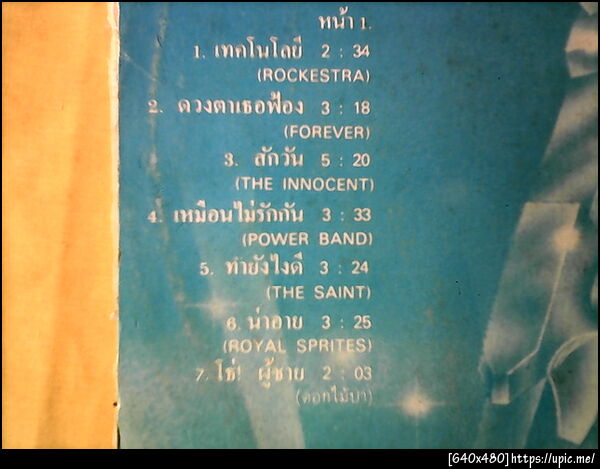 หน้า 1.
1. เทคโนโลยี 2 : 34
(ROCKESTRA)
2. ดวงตาเธอฟ้อง 3 : 18
(FOREVER)
3. สักวัน 5 : 20
(THE INNOCENT)
4. เหมือนไม่รักกัน 3 : 33
(POWER BAND)
5. ทำยังไงดี 3 : 24
(THE SAINT)
6. น่าอาย 3 : 25
(ROYAL SPRITES)
7. โธ่! ผู้ชาย 2 : 03
(ดอกไม้ป่า)
[640x480]https://upic.me/